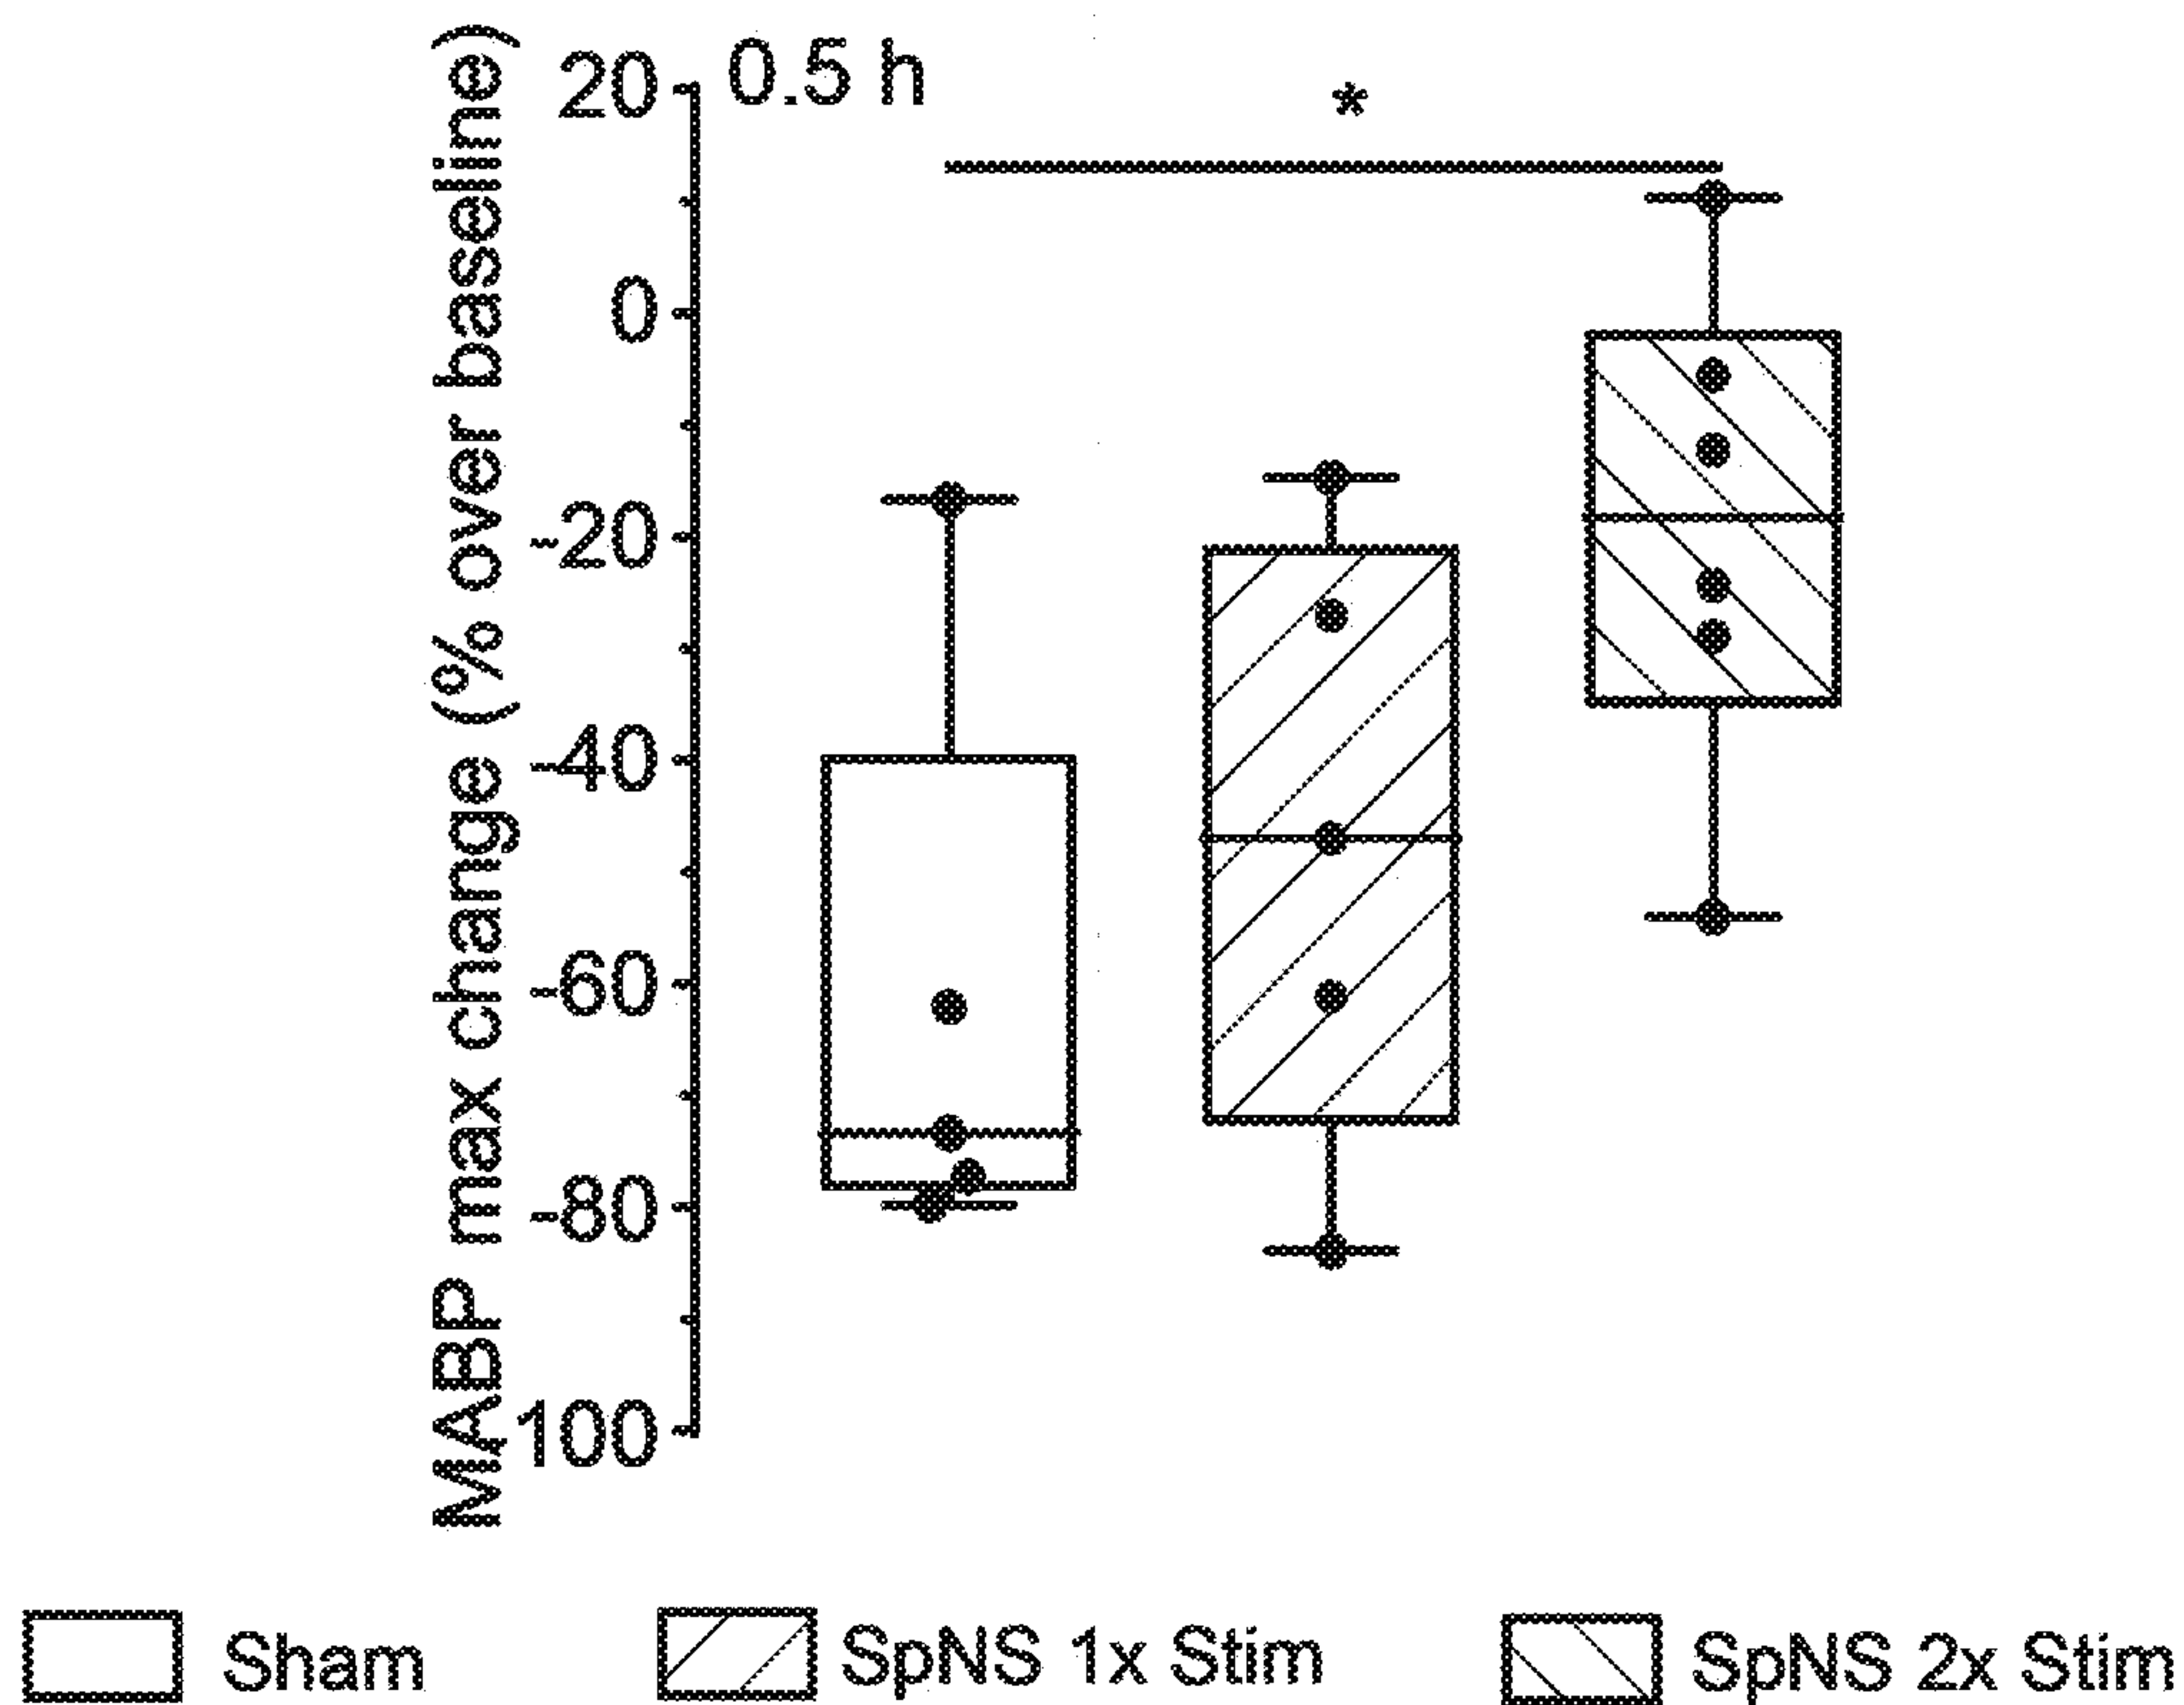 MABP max change (% over baseline)
20
0.5 h
*
0
-20
-40
-60
-80
100
Sham
SpNS 1x Stim
SpNS 2x Stim